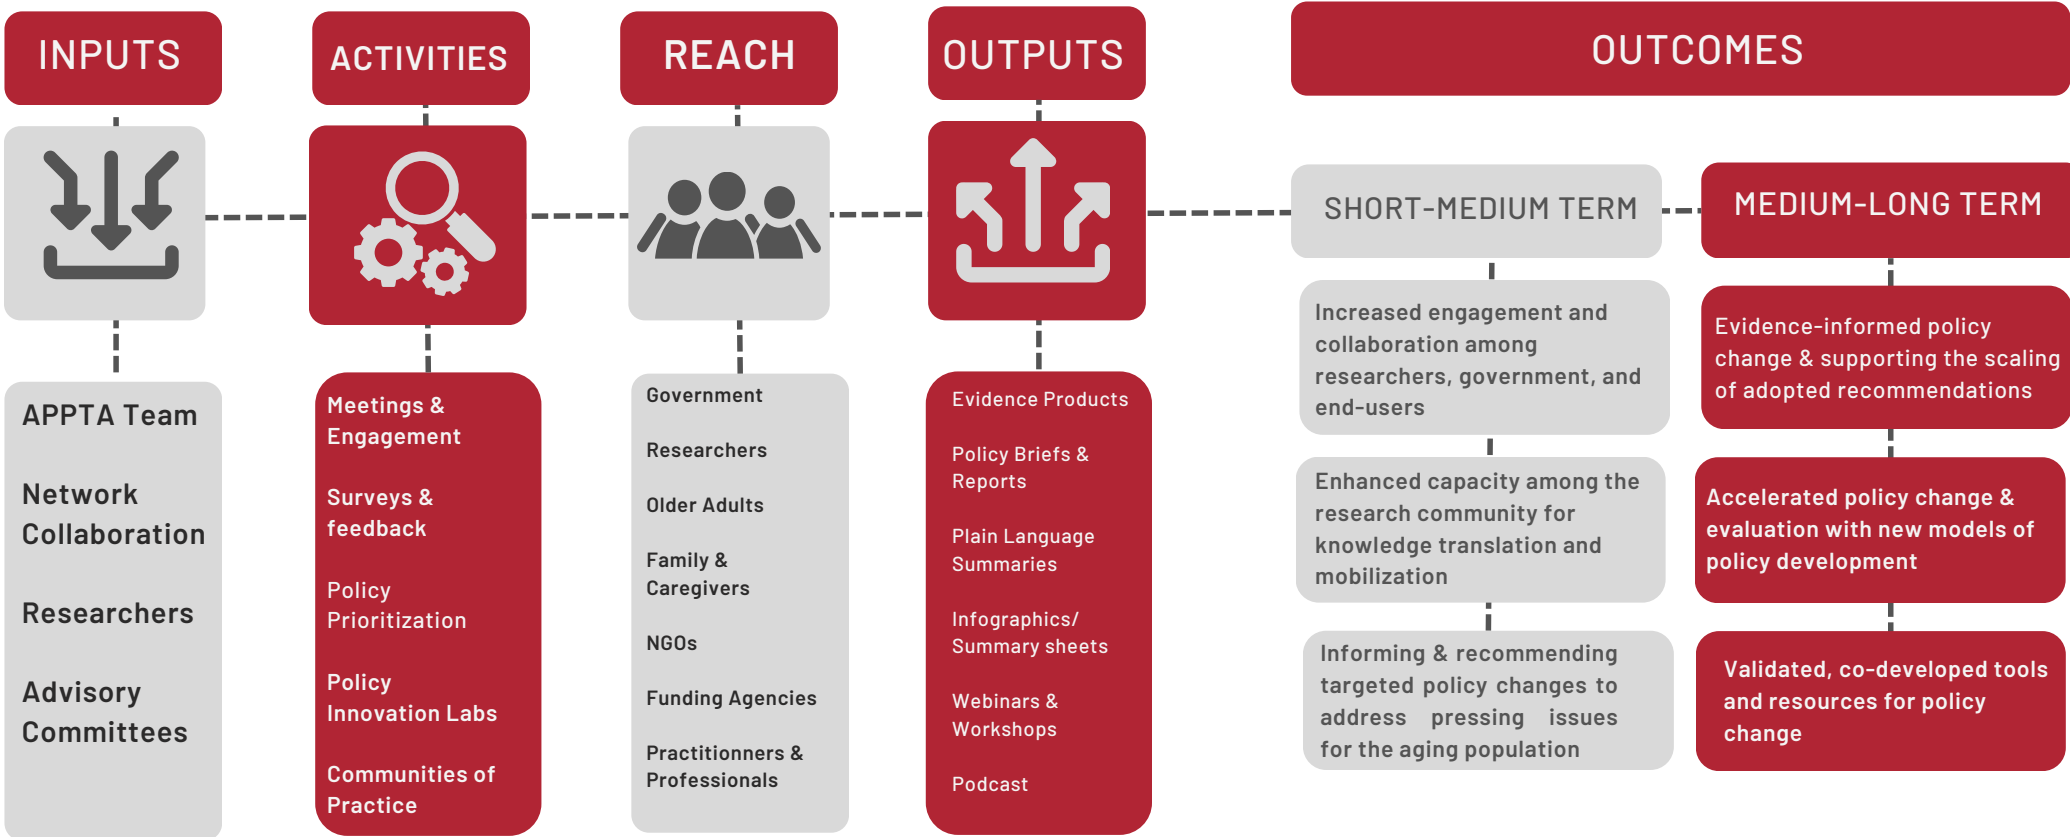 INPUTS
ACTIVITIES
REACH
OUTPUTS
OUTCOMES
SHORT-MEDIUM TERM
MEDIUM-LONG TERM
APPTA Team
Network
Collaboration
Researchers
Advisory
Committees
Meetings &
Engagement
Surveys &
feedback
Policy
Prioritization
Policy
Innovation Labs
Communities of
Practice
Government
Researchers
Older Adults
Family &
Caregivers
NGOs
Funding Agencies
Practitionners &
Professionals
Evidence Products
Policy Briefs &
Reports
Plain Language
Summaries
Infographics/
Summary sheets
Webinars &
Workshops
Podcast
Increased engagement and
collaboration among
researchers, government, and
end-users
Enhanced capacity among the
research community for
knowledge translation and
mobilization
Informing & recommending
targeted policy changes to
address pressing issues
for the aging population
Evidence-informed policy
change & supporting the scaling
of adopted recommendations
Accelerated policy change &
evaluation with new models of
policy development
Validated, co-developed tools
and resources for policy
change